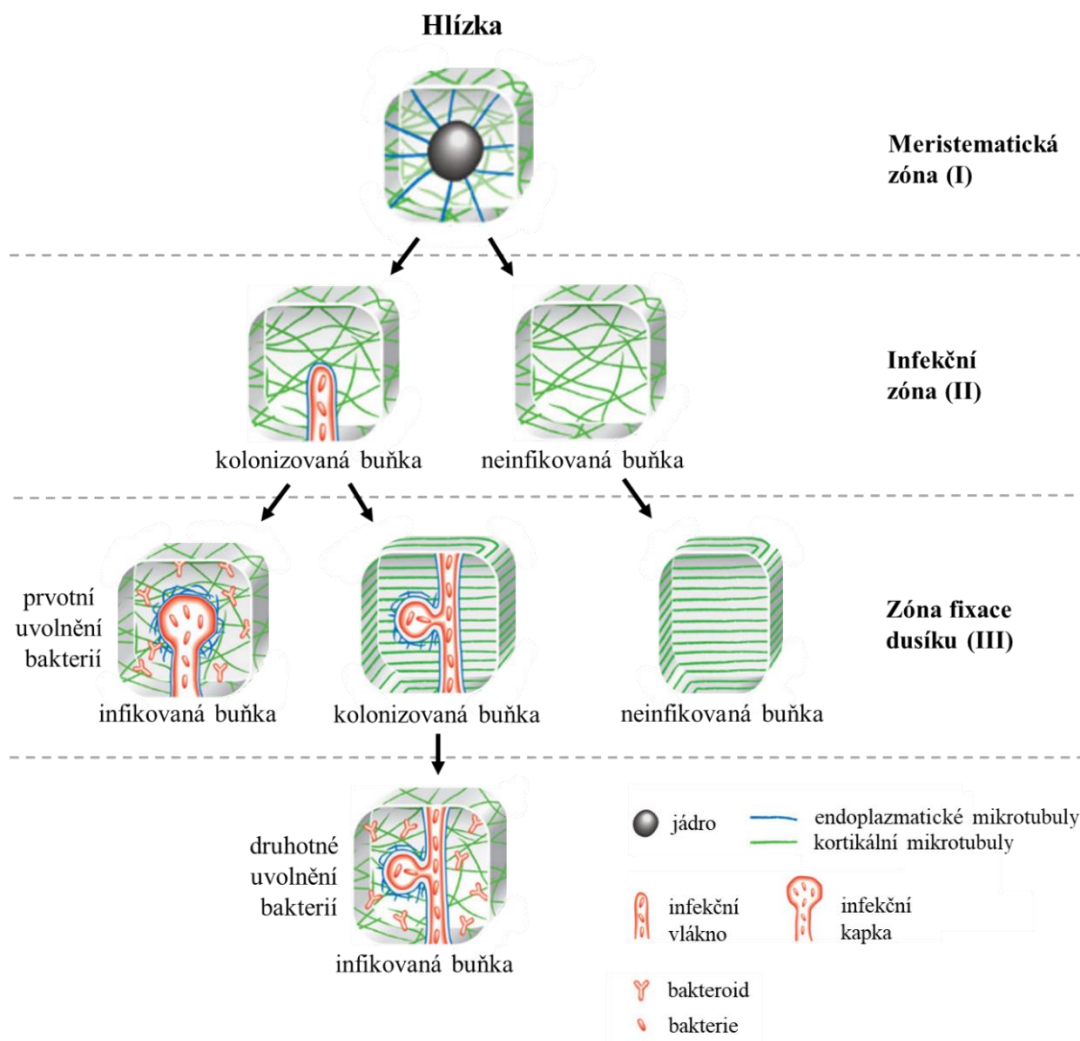 Hlízka
Meristematická
zóna (I)
Infekční
zóna (II)
kolonizovaná buňka
neinfikovaná buňka
prvotní
uvolnění
bakterií
Zóna fixace
dusíku (III)
infikovaná buňka
kolonizovaná buňka
neinfikovaná buňka
druhotné
uvolnění
bakterií
infikovaná buňka
jádro
endoplazmatické mikrotubuly
kortikální mikrotubuly
infekční
vlákno
infekční
kapka
bakteroid
bakterie